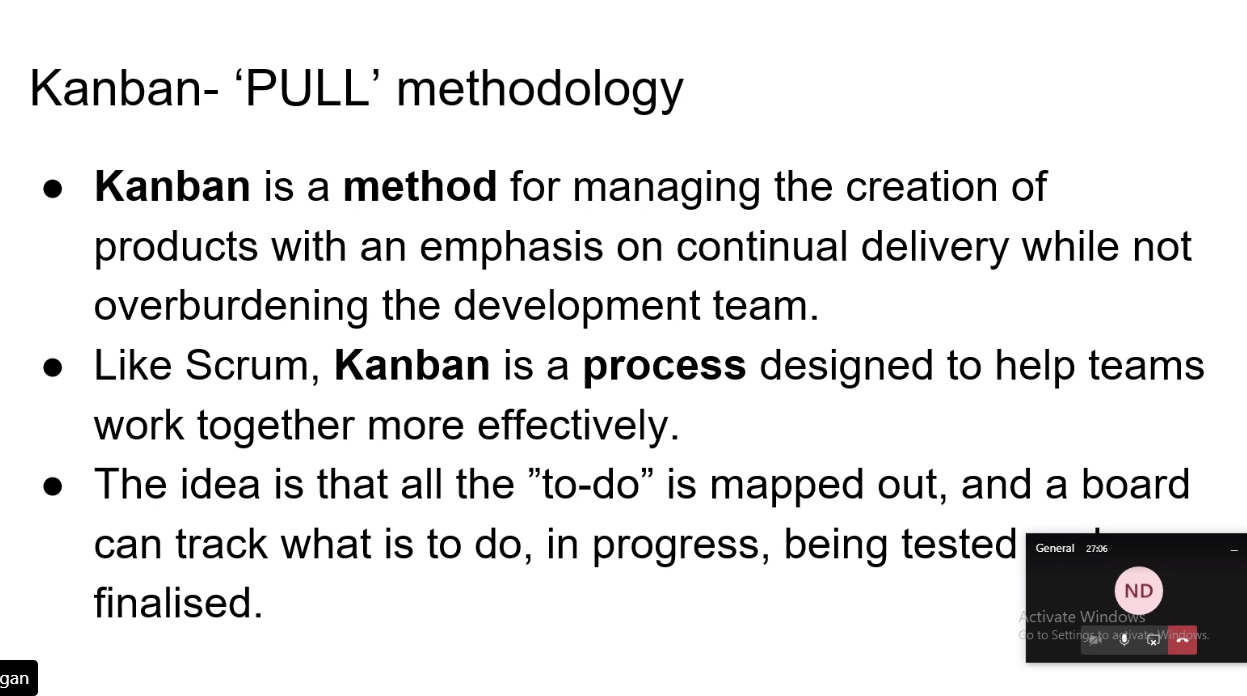 Kanban- ‘PULL’ methodology
● Kanban is a method for managing the creation of
products with an emphasis on continual delivery while not
overburdening the development team.
● Like Scrum, Kanban is a process designed to help teams
work together more effectively.
● The idea is that all the ”to-do” is mapped out, and a board
can track what is to do, in progress, being tested
finalised.
General 27:06
ND
Activate Windows
Go to Settings to activate Windows.
gan